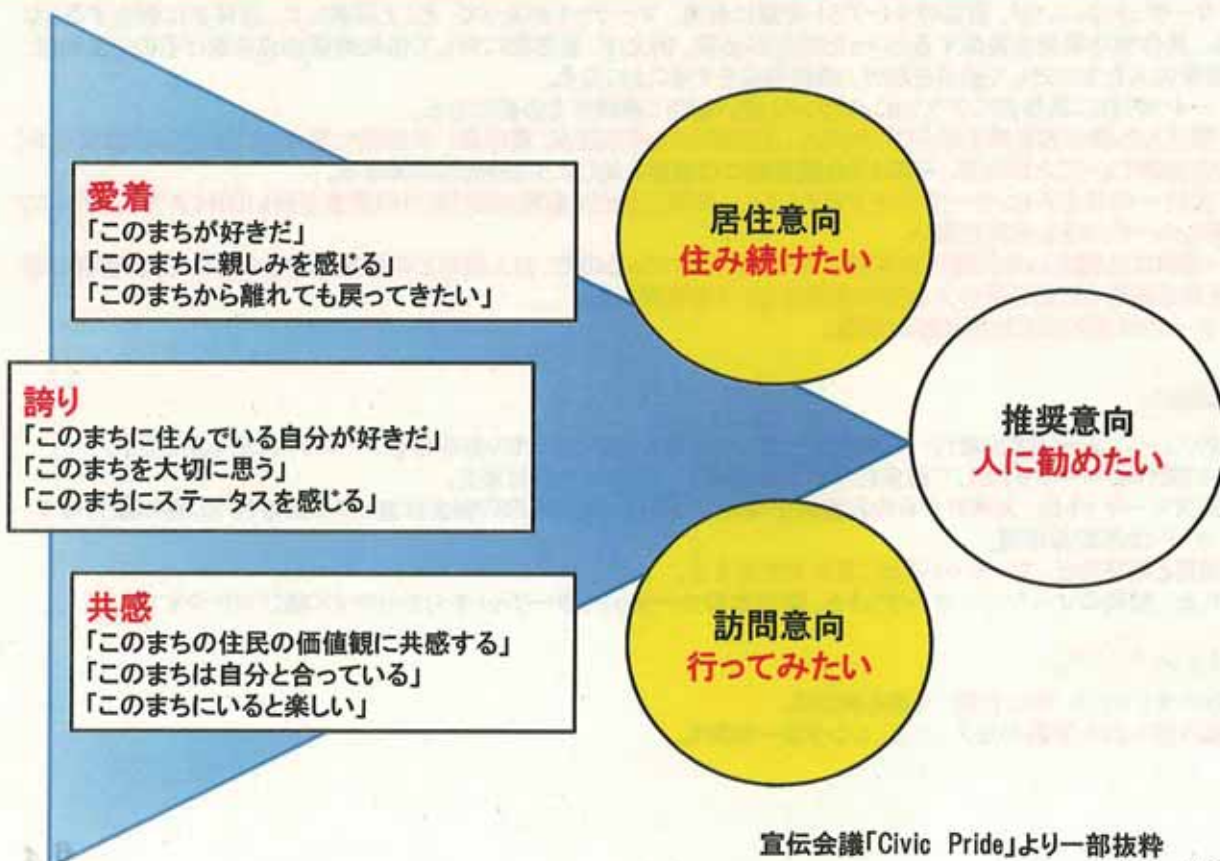 愛着
「このまちが好きだ」
「このまちに親しみを感じる」
「このまちから離れても戻ってきたい」
誇り
「このまちに住んでいる自分が好きだ」
「このまちを大切に思う」
「このまちにステータスを感じる」
共感
「このまちの住民の価値観に共感する」
「このまちは自分と合っている」
「このまちにいると楽しい」
居住意向
住み続けたい
推奨意向
人に勧めたい
訪問意向
行ってみたい
宣伝会議「Civic Pride」より一部抜粋